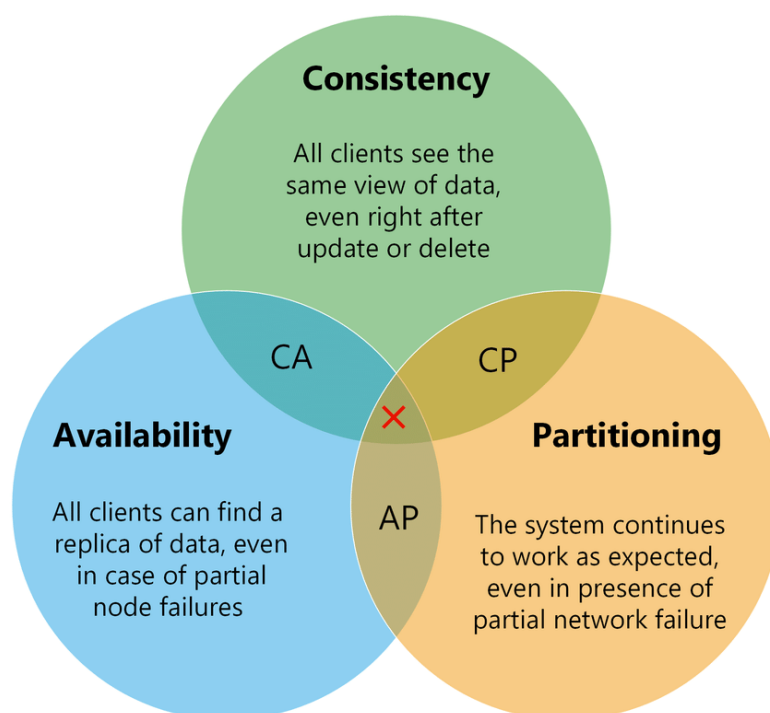 Consistency
All clients see the
same view of data,
even right after
update or delete
CA
CP
Availability
Partitioning
All clients can find a
replica of data, even
in case of partial
node failures
AP
The system continues
to work as expected,
even in presence of
partial network failure